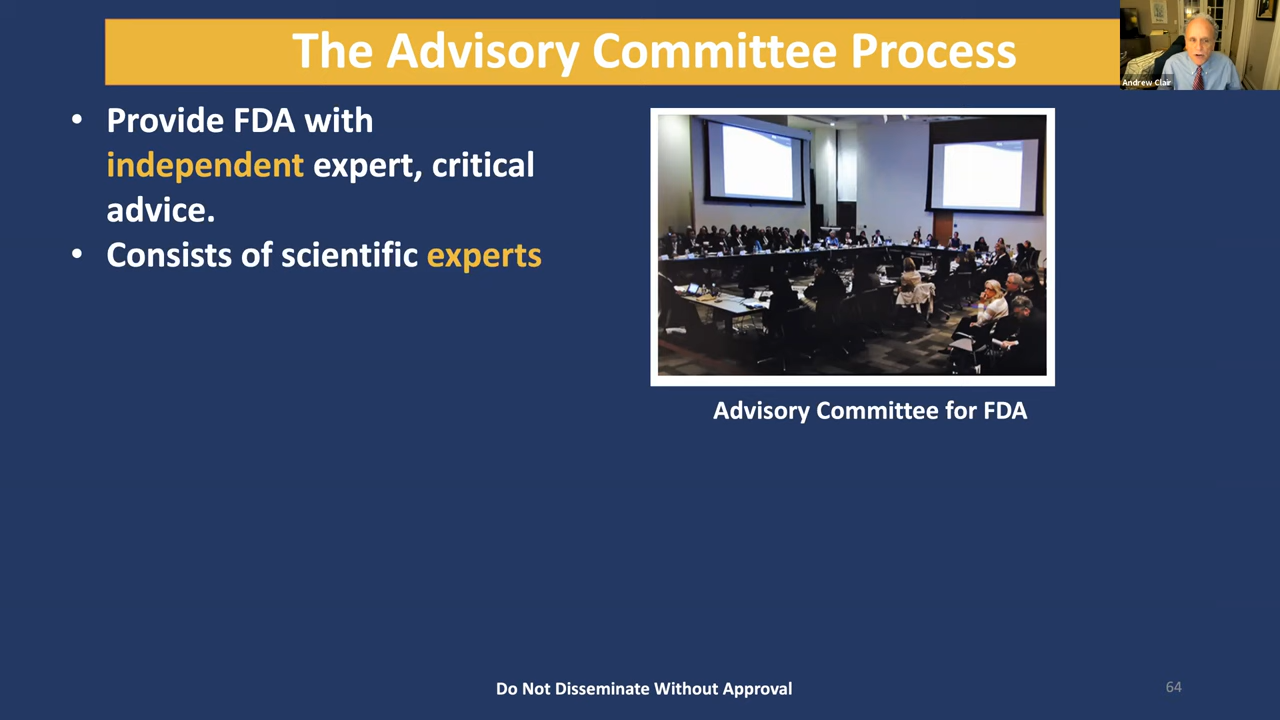 The Advisory Committee Process
Andrew Clair
• Provide FDA with
independent expert, critical
advice.
• Consists of scientific experts
Advisory Committee for FDA
Do Not Disseminate Without Approval
64